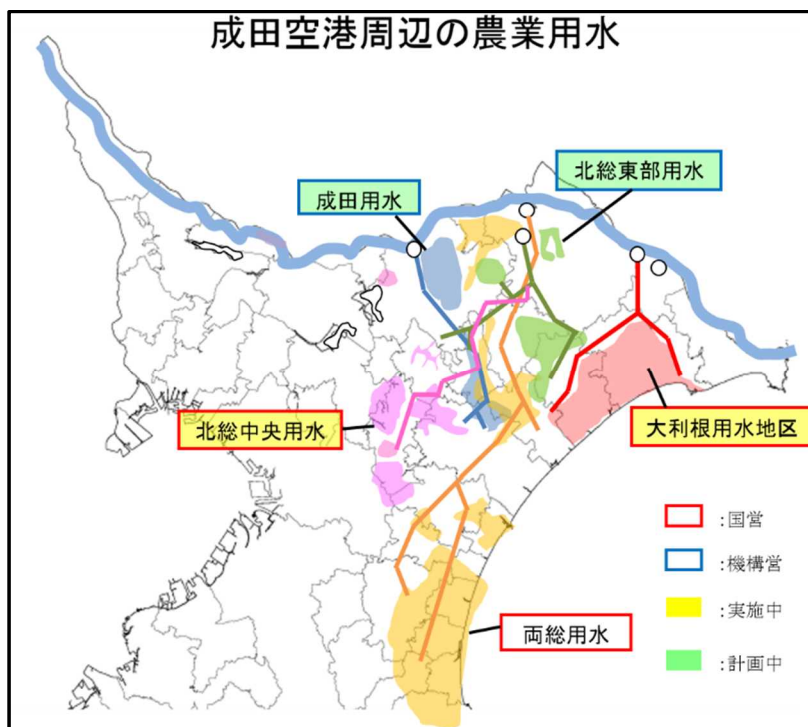 成田空港周辺の農業用水
北総東部用水
成田用水
北総中央用水
大利根用水地区
両総用水
:国営
:機構営
:実施中
:計画中